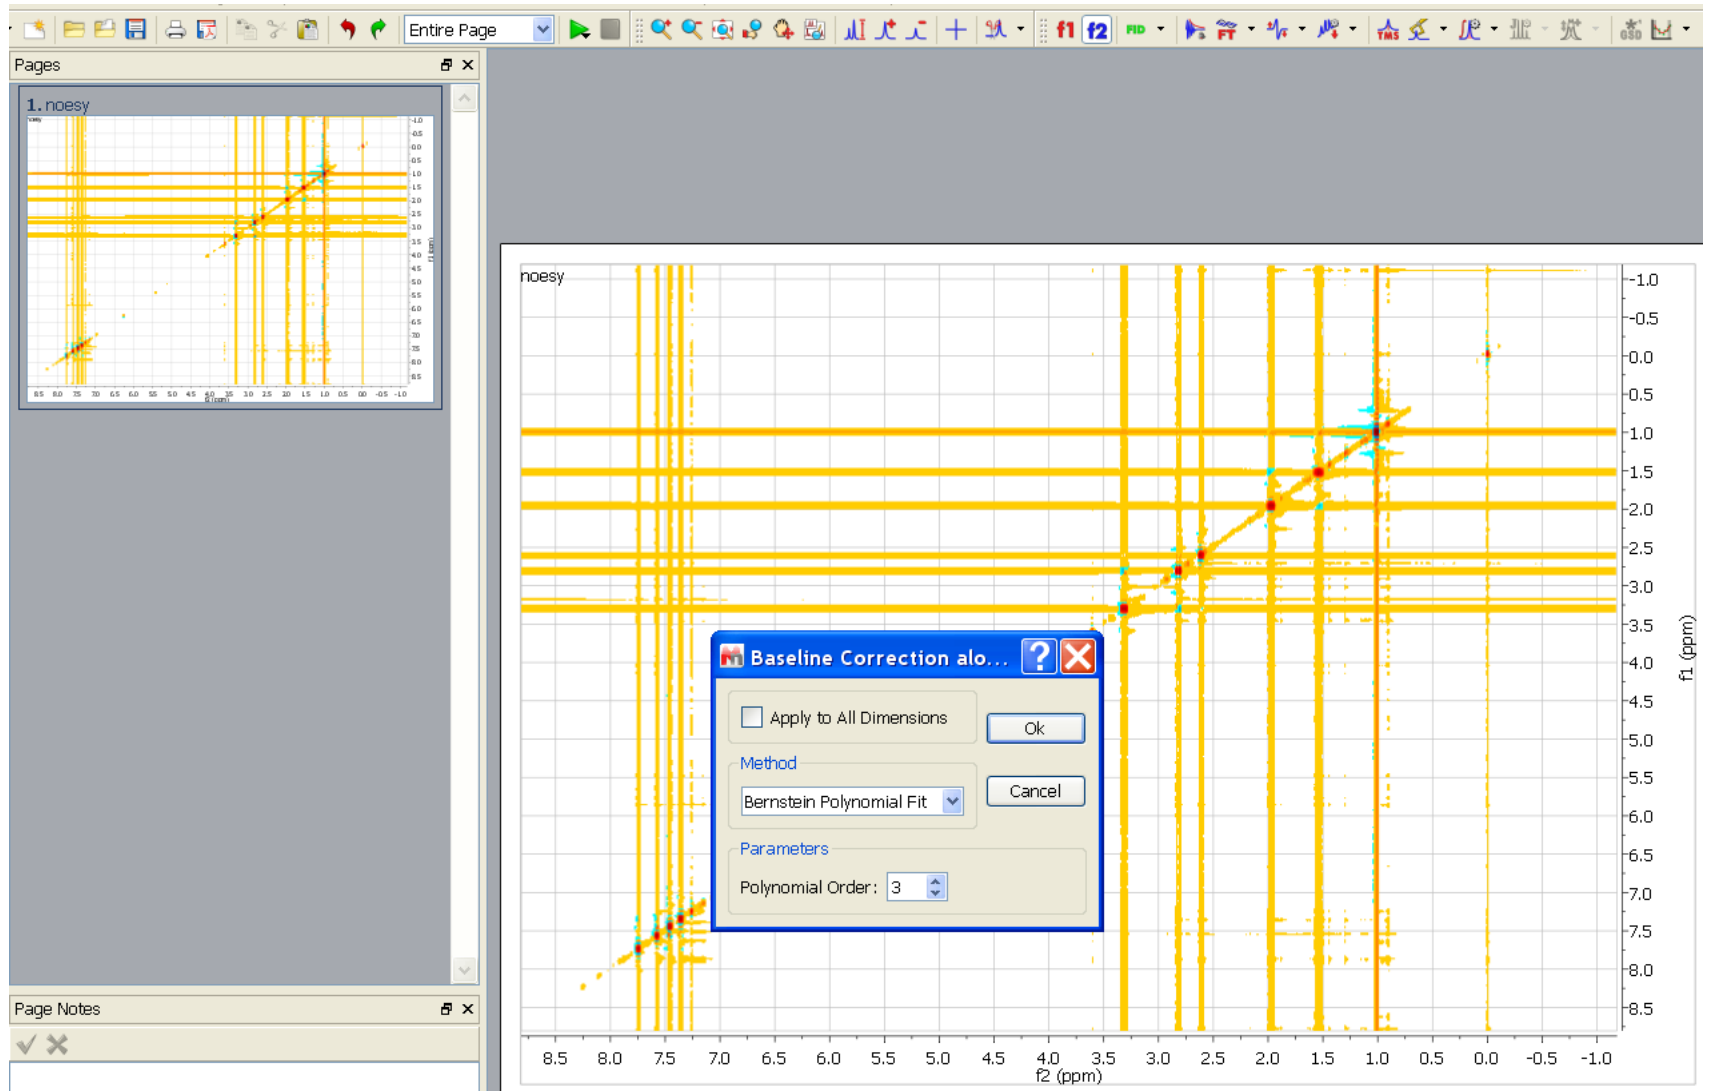 Entire Page
f1 f2 FID FT TMS GSD
Pages
1. noesy
noesy
-1.0
-0.5
0.0
0.5
1.0
1.5
2.0
2.5
3.0
3.5
4.0
4.5
5.0
5.5
6.0
6.5
7.0
7.5
8.0
8.5
f1 (ppm)
Baseline Correction alo...
Apply to All Dimensions
Ok
Method
Bernstein Polynomial Fit
Cancel
Parameters
Polynomial Order: 3
8.5 8.0 7.5 7.0 6.5 6.0 5.5 5.0 4.5 4.0 3.5 3.0 2.5 2.0 1.5 1.0 0.5 0.0 -0.5 -1.0
f2 (ppm)
Page Notes